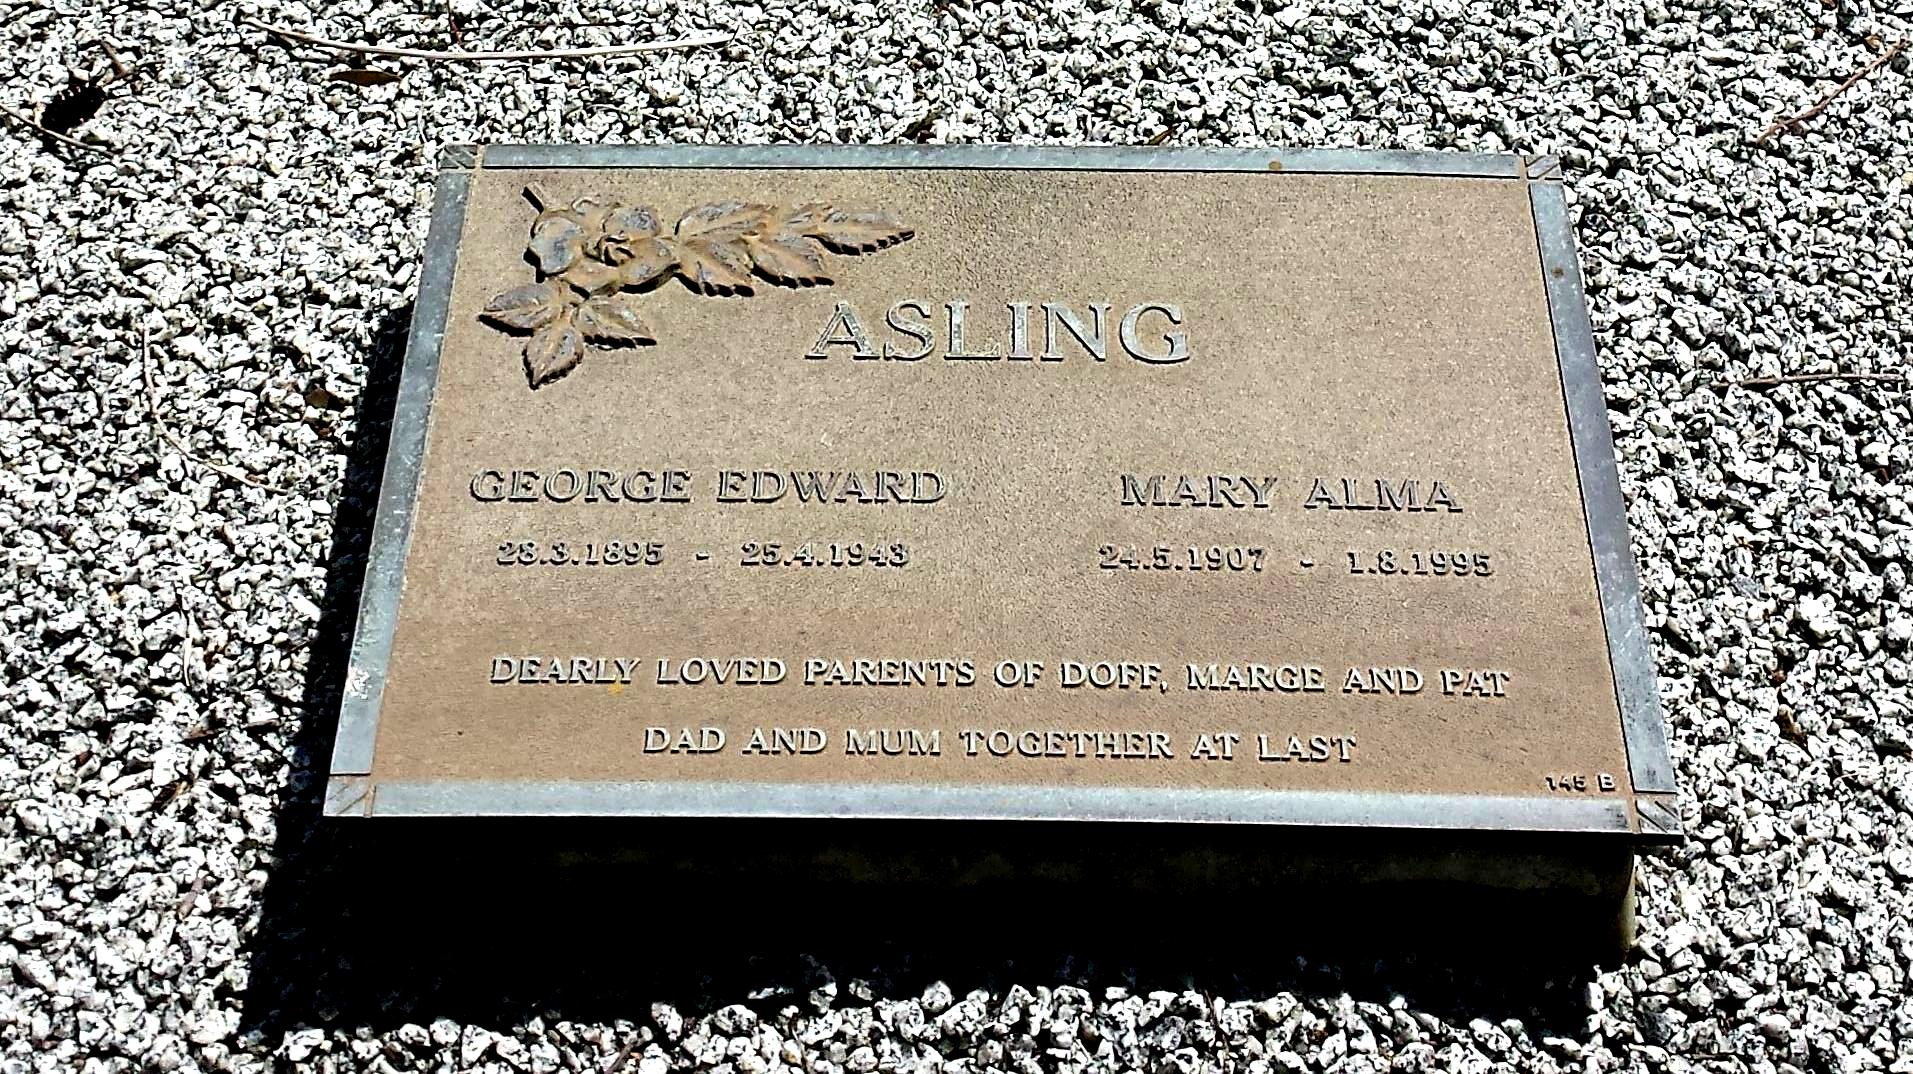 ASLING
GEORGE EDWARD MARY ALMA
28.3.1895 - 25.4.1943 24.5.1907 - 1.8.1995
DEARLY LOVED PARENTS OF DOFF, MARGE AND PAT
DAD AND MUM TOGETHER AT LAST
145 B